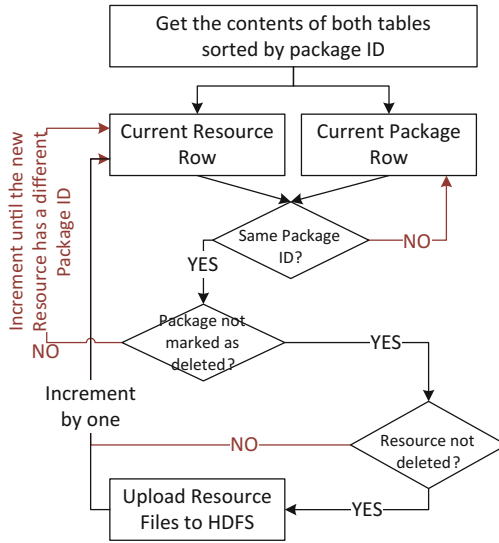 Get the contents of both tables
sorted by package ID
Increment until the new
Resource has a different
Package ID
Current Resource
Row
Current Package
Row
Same Package
ID?
NO
YES
Package not
marked as
deleted?
NO
YES
Increment
by one
Resource not
deleted?
NO
YES
Upload Resource
Files to HDFS